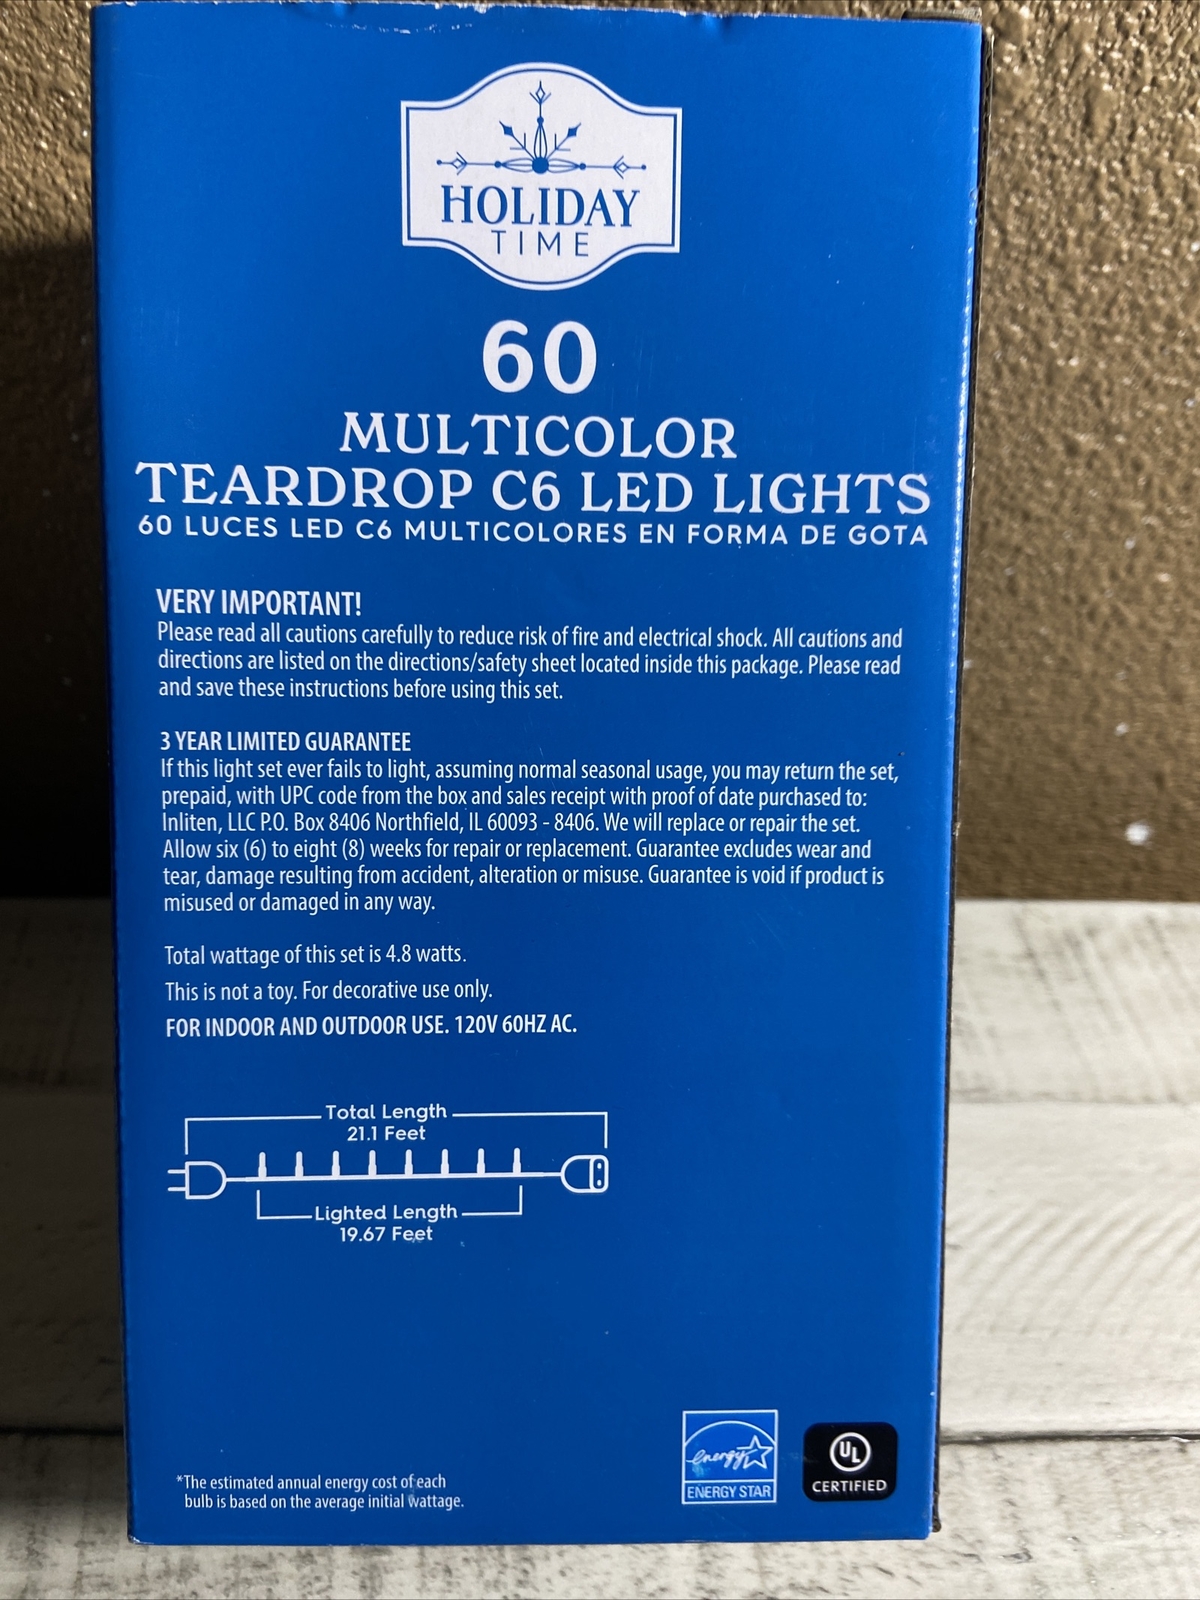 HOLIDAY
TIME
60
MULTICOLOR
TEARDROP C6 LED LIGHTS
60 LUCES LED C6 MULTICOLORES EN FORMA DE GOTA
VERY IMPORTANT!
Please read all cautions carefully to reduce risk of fire and electrical shock. All cautions and
directions are listed on the directions/safety sheet located inside this package. Please read
and save these instructions before using this set.
3 YEAR LIMITED GUARANTEE
If this light set ever fails to light, assuming normal seasonal usage, you may return the set,
prepaid, with UPC code from the box and sales receipt with proof of date purchased to:
Inliten, LLC P.O. Box 8406 Northfield, IL 60093 - 8406. We will replace or repair the set.
Allow six (6) to eight (8) weeks for repair or replacement. Guarantee excludes wear and
tear, damage resulting from accident, alteration or misuse. Guarantee is void if product is
misused or damaged in any way.
Total wattage of this set is 4.8 watts.
This is not a toy. For decorative use only.
FOR INDOOR AND OUTDOOR USE. 120V 60HZ AC.
Total Length
21.1 Feet
Lighted Length
19.67 Feet
*The estimated annual energy cost of each
bulb is based on the average initial wattage.
energy
ENERGY STAR
UL
CERTIFIED